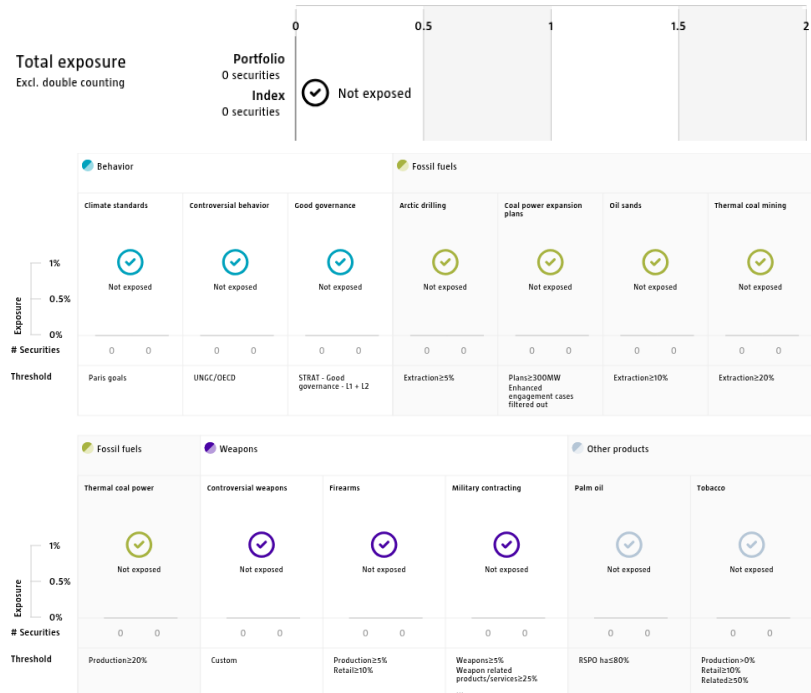 0 0.5 1 1.5 2
Total exposure
Excl. double counting
Portfolio
0 securities
Index
0 securities
Not exposed
Behavior
Fossil fuels
Climate standards
Controversial behavior
Good governance
Arctic drilling
Coal power expansion
plans
Oil sands
Thermal coal mining
Exposure
1%
0.5%
0%
Not exposed
Not exposed
Not exposed
Not exposed
Not exposed
Not exposed
Not exposed
# Securities
0 0
0 0
0 0
0 0
0 0
0 0
0 0
Threshold
Paris goals
UNGC/OECD
STRAT - Good
governance - L1 + L2
Extraction≥5%
Plans≥300MW
Enhanced
engagement cases
filtered out
Extraction≥10%
Extraction≥20%
Fossil fuels
Weapons
Other products
Thermal coal power
Controversial weapons
Firearms
Military contracting
Palm oil
Tobacco
Exposure
1%
0.5%
0%
Not exposed
Not exposed
Not exposed
Not exposed
Not exposed
Not exposed
# Securities
0 0
0 0
0 0
0 0
0 0
0 0
Threshold
Production≥20%
Custom
Production≥5%
Retail≥10%
Weapons≥5%
Weapon related
products/services≥25%
RSPO ha≤80%
Production>0%
Retail≥10%
Related≥50%